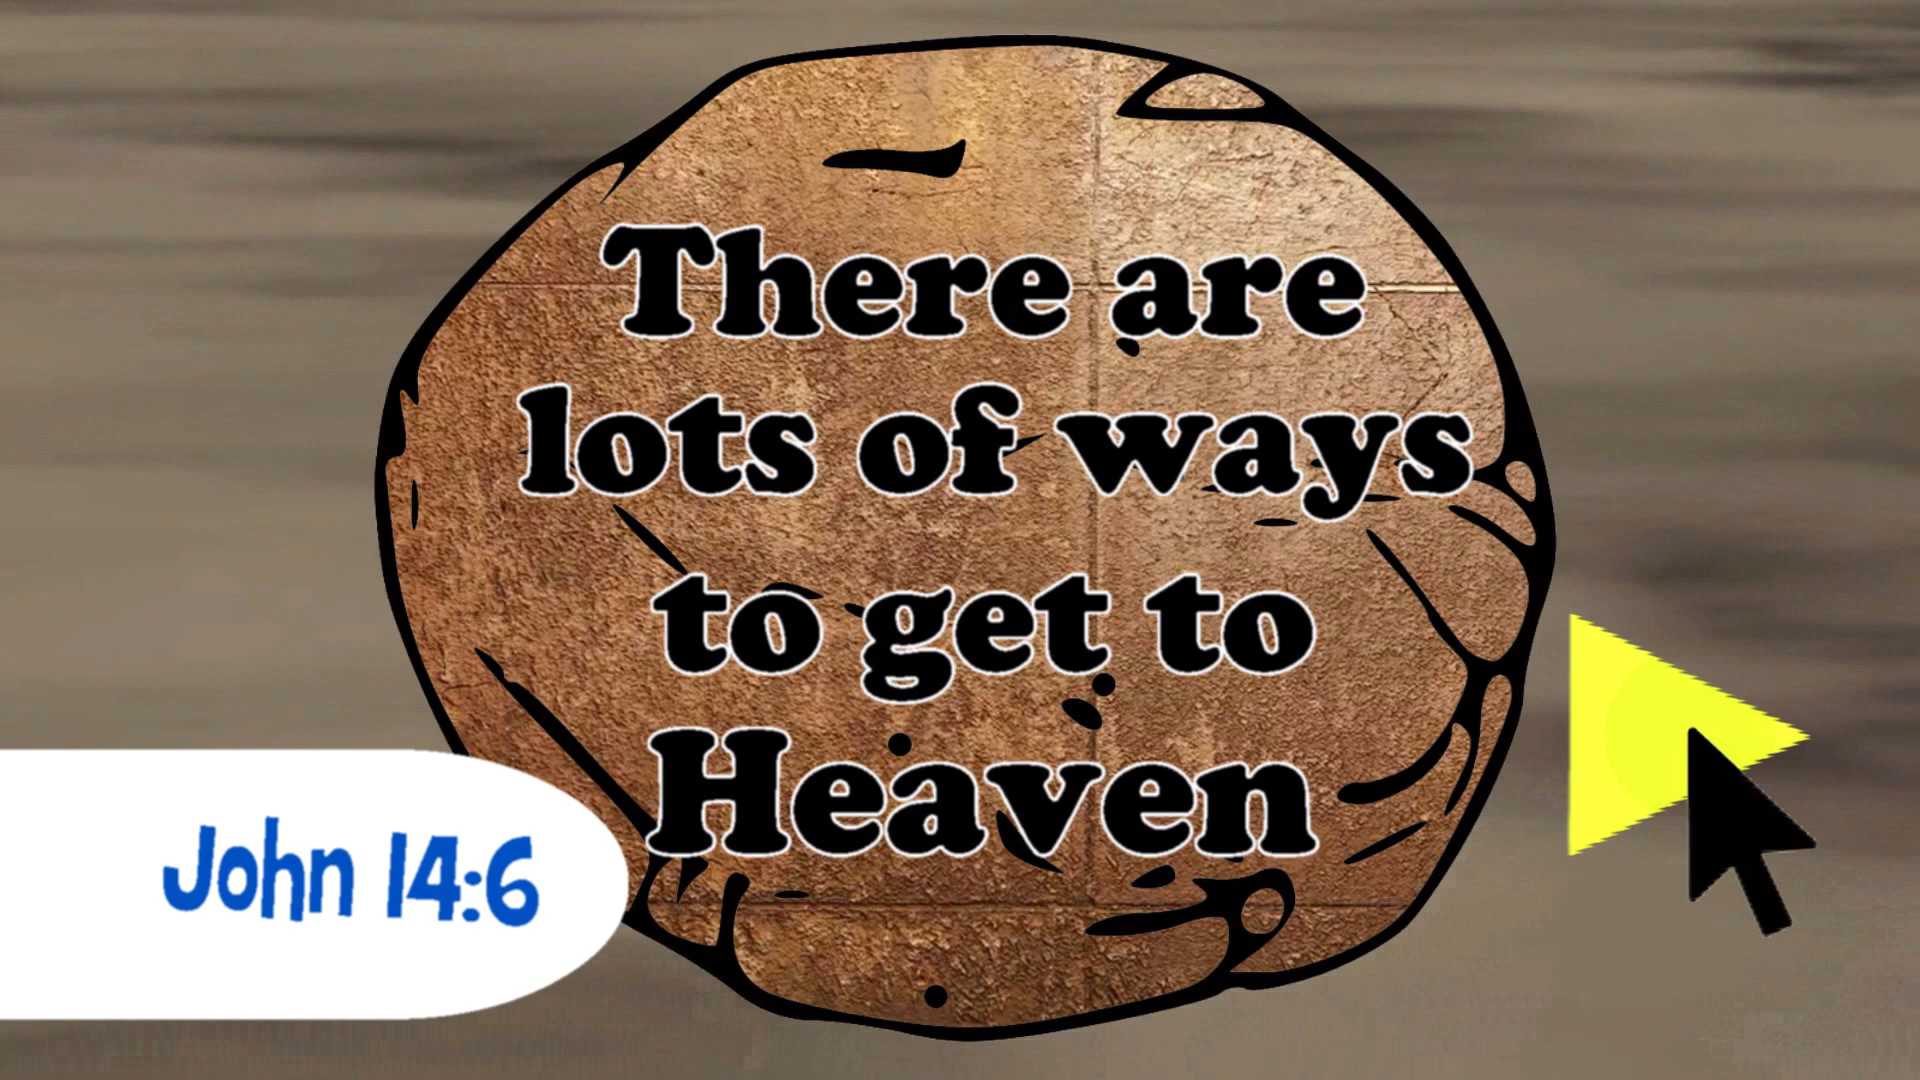 There are
lots of ways
to get to
Heaven
John 14:6